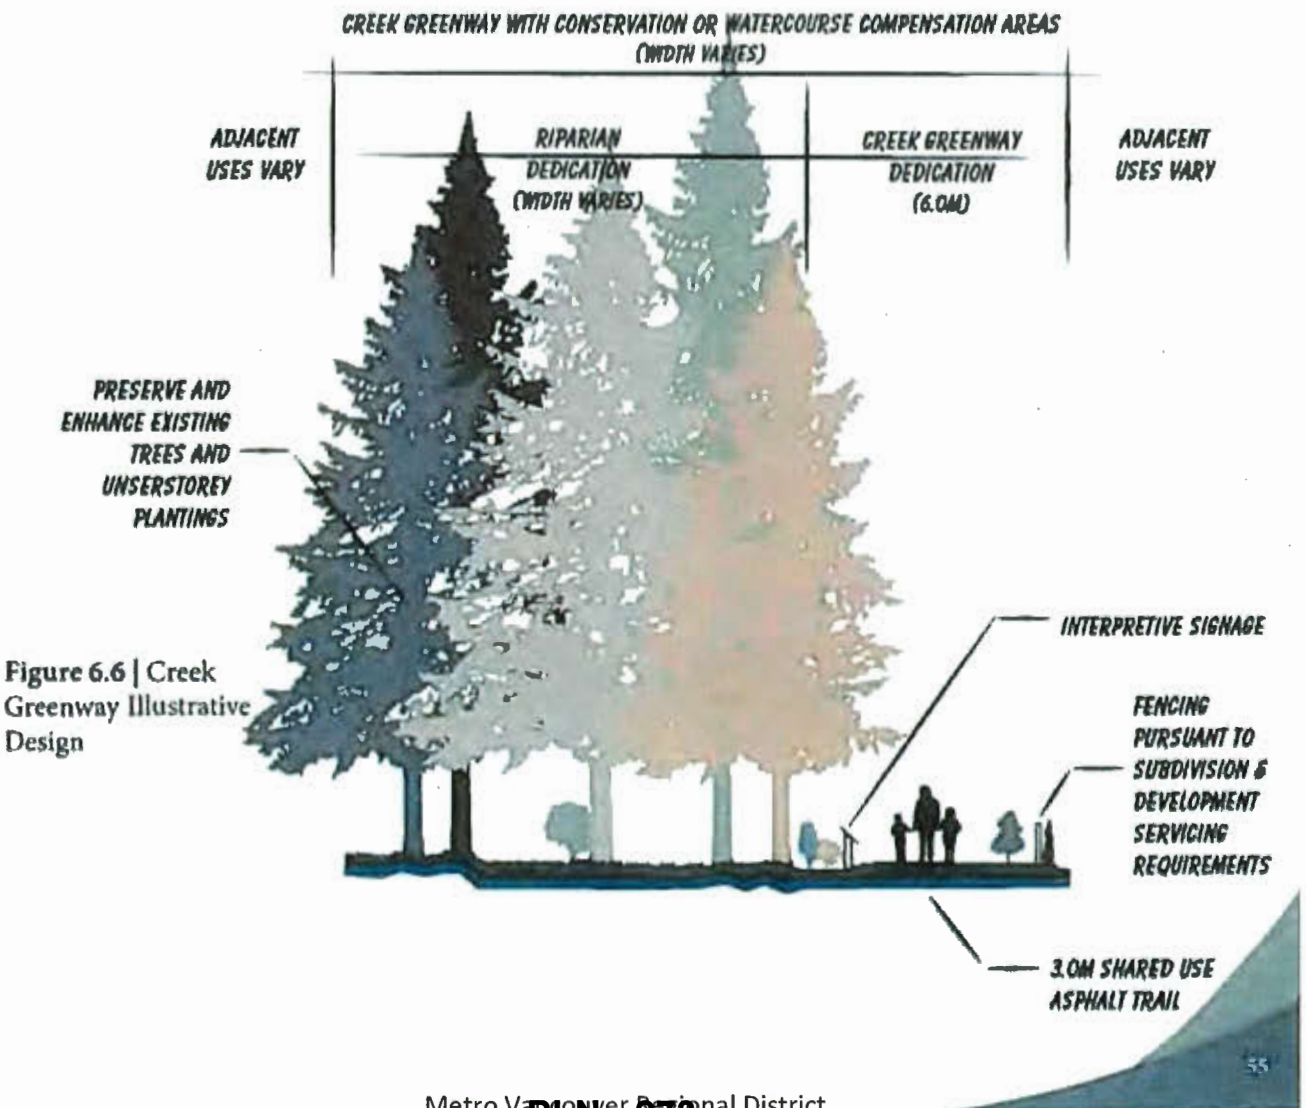 CREEK GREENWAY WITH CONSERVATION OR WATERCOURSE COMPENSATION AREAS
(WIDTH VARIES)
ADJACENT
USES VARY
RIPARIAN
DEDICATION
(WIDTH VARIES)
CREEK GREENWAY
DEDICATION
(6.0M)
ADJACENT
USES VARY
PRESERVE AND
ENHANCE EXISTING
TREES AND
UNSERSTOREY
PLANTINGS
INTERPRETIVE SIGNAGE
Figure 6.6 | Creek
Greenway Illustrative
Design
FENCING
PURSUANT TO
SUBDIVISION &
DEVELOPMENT
SERVICING
REQUIREMENTS
3.0M SHARED USE
ASPHALT TRAIL
55
Metro Regional District